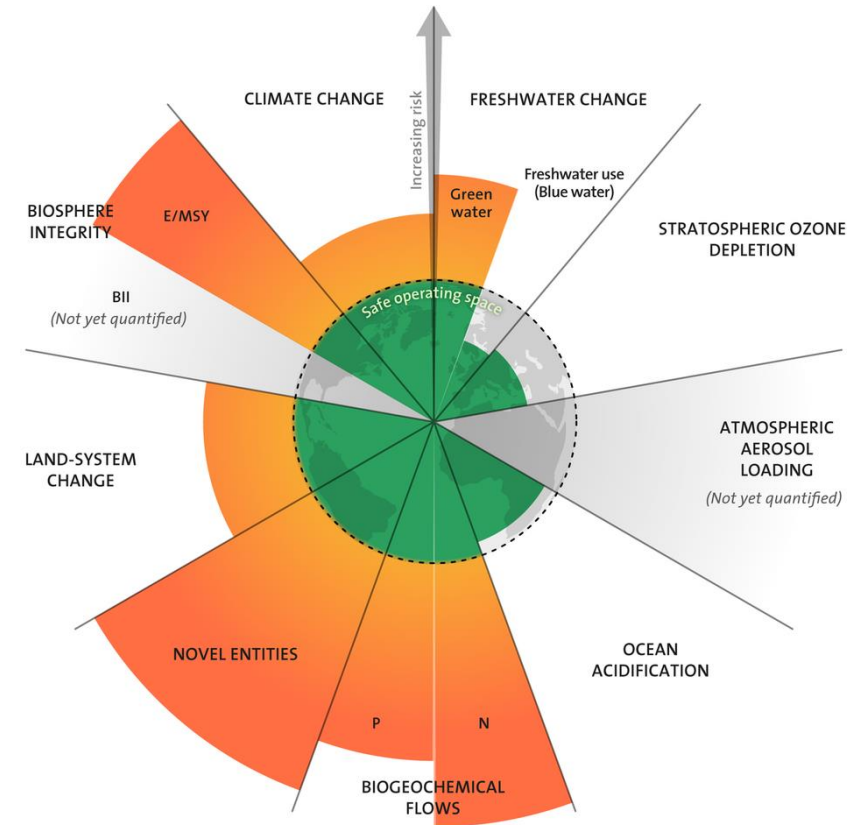 CLIMATE CHANGE
FRESHWATER CHANGE
Increasing risk
Freshwater use
(Blue water)
Green
water
BIOSPHERE
INTEGRITY
E/MSY
STRATOSPHERIC OZONE
DEPLETION
BII
(Not yet quantified)
Safe operating space
LAND-SYSTEM
CHANGE
ATMOSPHERIC
AEROSOL
LOADING
(Not yet quantified)
NOVEL ENTITIES
OCEAN
ACIDIFICATION
P
N
BIOGEOCHEMICAL
FLOWS